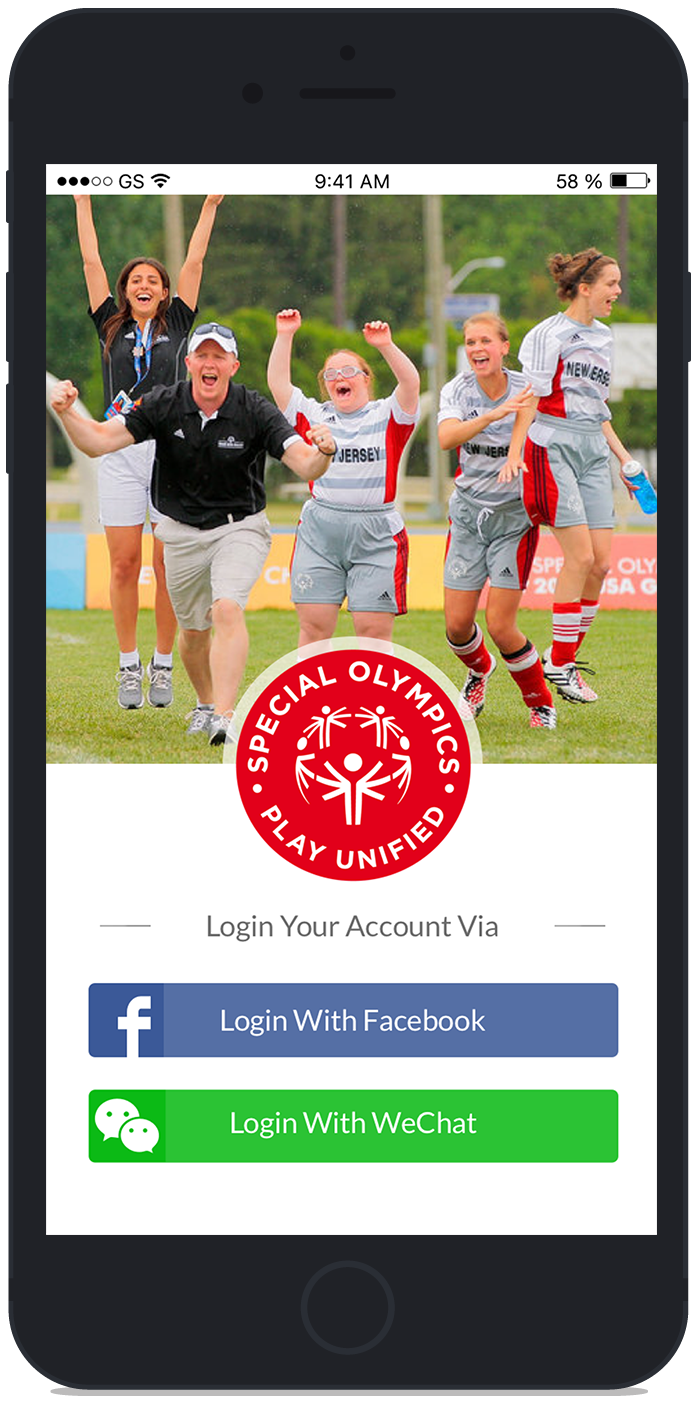 GS 9:41 AM 58 %
NEW JERSEY
JERSEY
NEW JERS
SPECIAL OLYMPICS
PLAY UNIFIED
Login Your Account Via
Login With Facebook
Login With WeChat